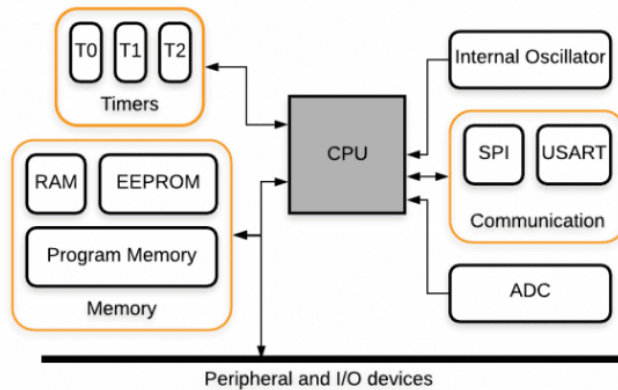 T0 T1 T2
Timers
RAM EEPROM
Program Memory
Memory
CPU
Internal Oscillator
SPI USART
Communication
ADC
Peripheral and I/O devices